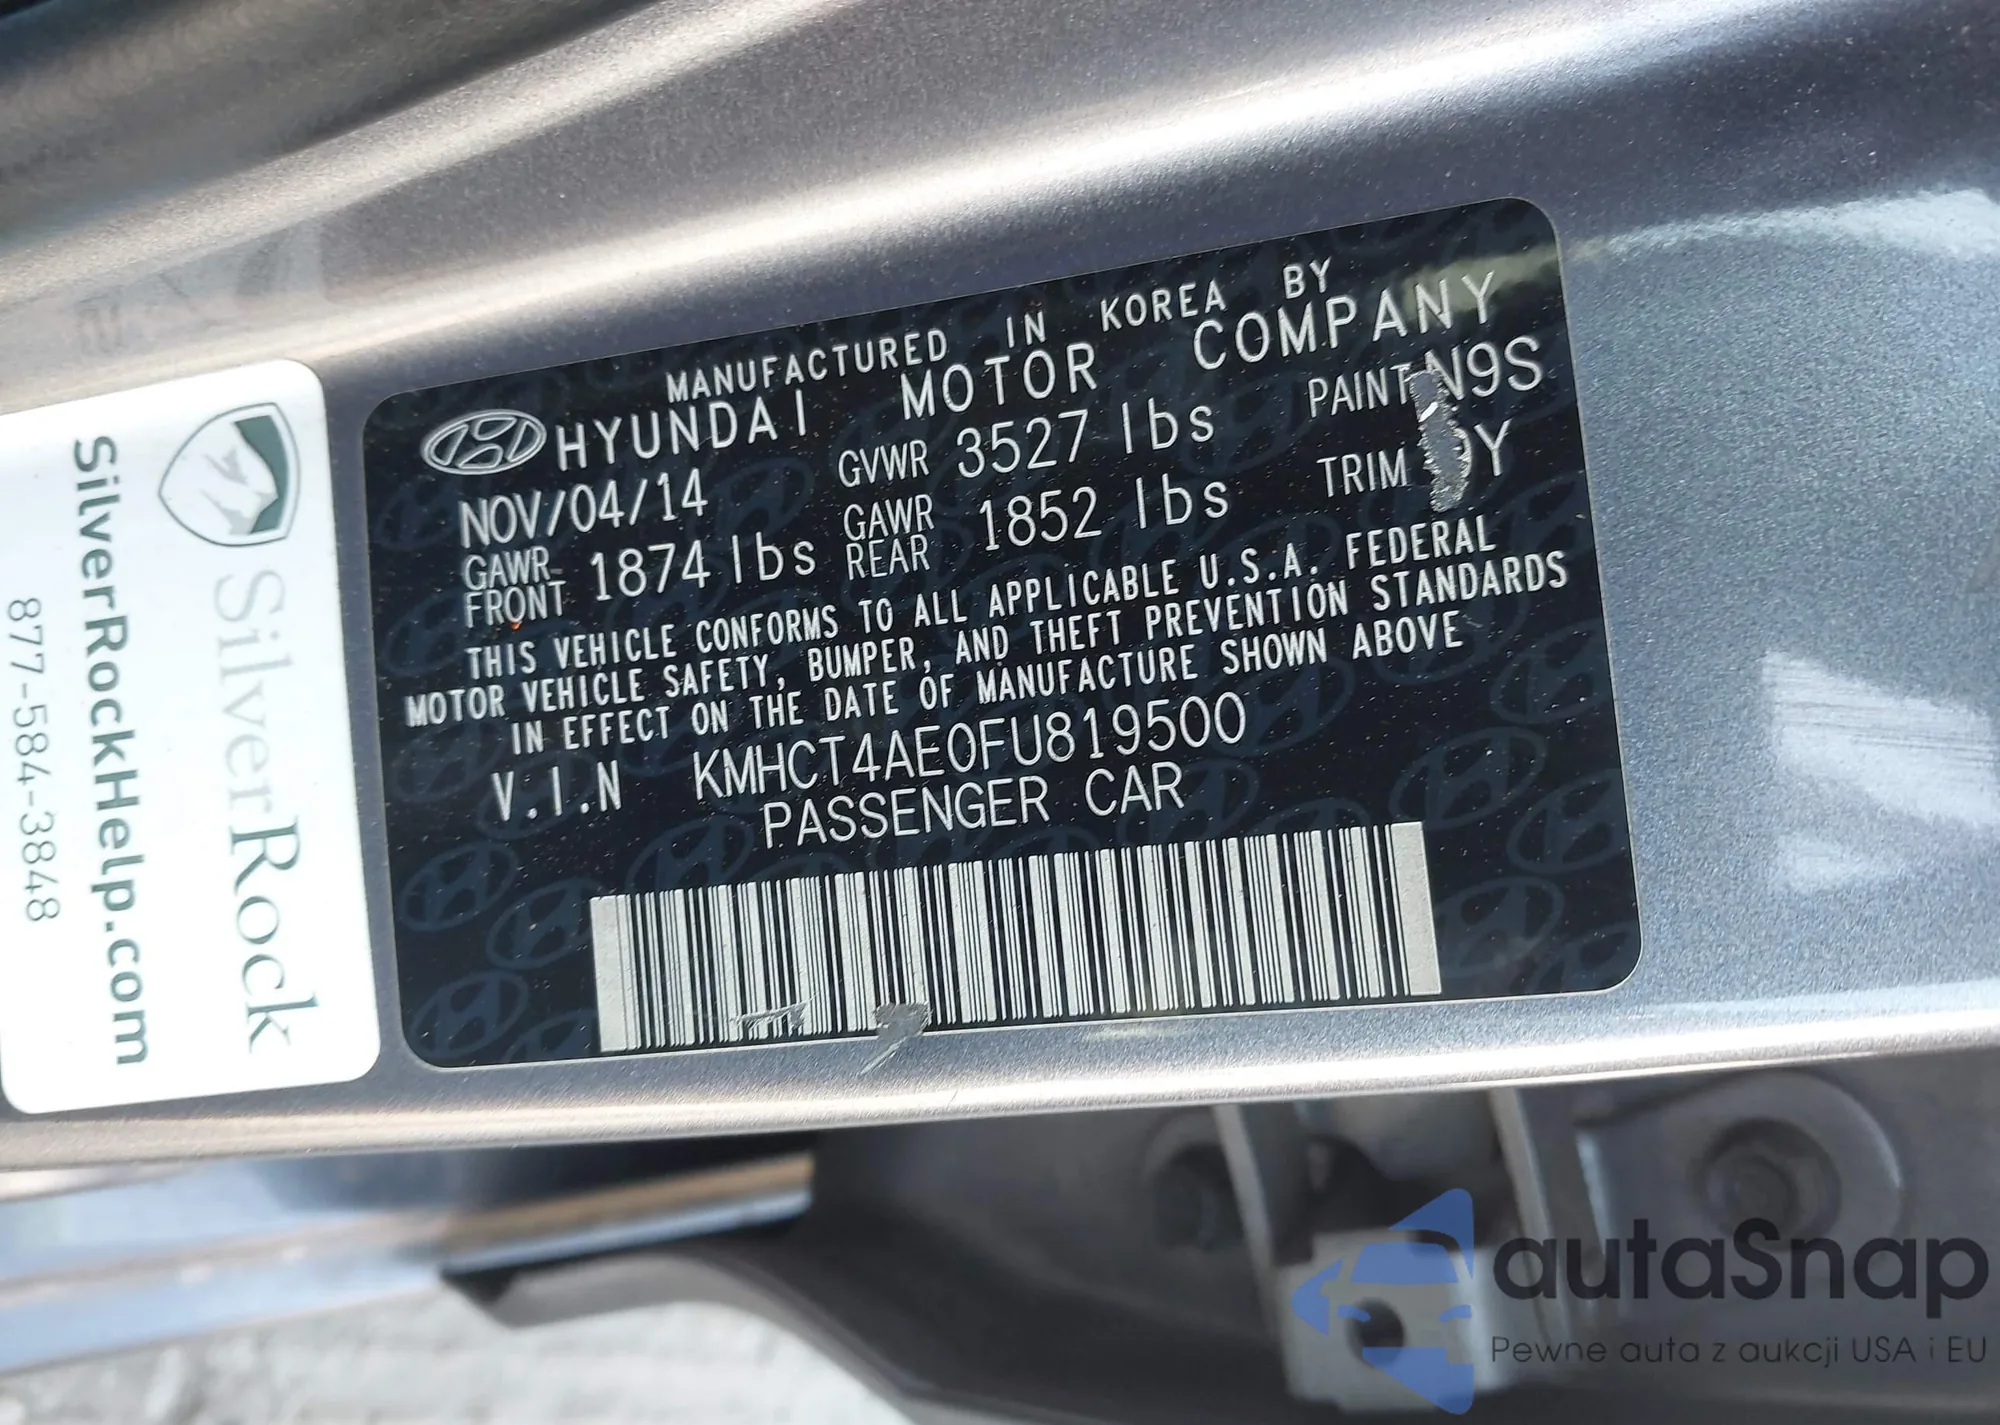 MANUFACTURED IN KOREA BY
HYUNDAI MOTOR COMPANY
NOV/04/14 GVWR 3527 lbs PAINT N9S
GAWR FRONT 1874 lbs GAWR REAR 1852 lbs TRIM
THIS VEHICLE CONFORMS TO ALL APPLICABLE U.S.A. FEDERAL
MOTOR VEHICLE SAFETY, BUMPER, AND THEFT PREVENTION STANDARDS
IN EFFECT ON THE DATE OF MANUFACTURE SHOWN ABOVE
V.I.N KMHCT4AE0FU819500
PASSENGER CAR
SilverRock
SilverRockHelp.com
877-584-3848
autaSnap
Pewne auta z aukcji USA i EU